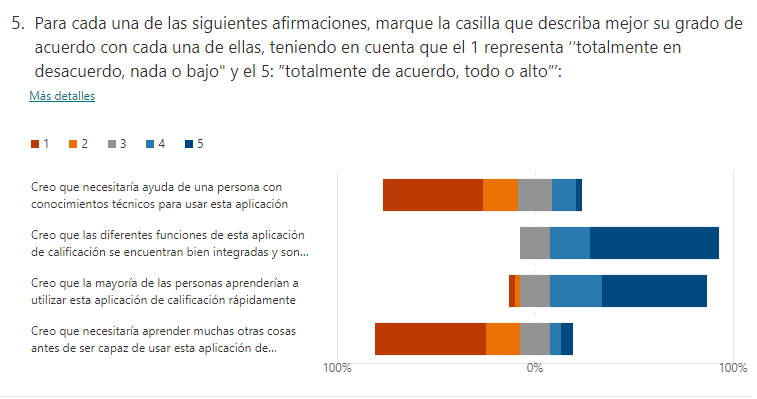 5. Para cada una de las siguientes afirmaciones, marque la casilla que describa mejor su grado de
acuerdo con cada una de ellas, teniendo en cuenta que el 1 representa ‘’totalmente en
desacuerdo, nada o bajo" y el 5: “totalmente de acuerdo, todo o alto”’:
Más detalles
1 2 3 4 5
Creo que necesitaría ayuda de una persona con
conocimientos técnicos para usar esta aplicación
Creo que las diferentes funciones de esta aplicación
de calificación se encuentran bien integradas y son...
Creo que la mayoría de las personas aprenderían a
utilizar esta aplicación de calificación rápidamente
Creo que necesitaría aprender muchas otras cosas
antes de ser capaz de usar esta aplicación de...
100% 0% 100%